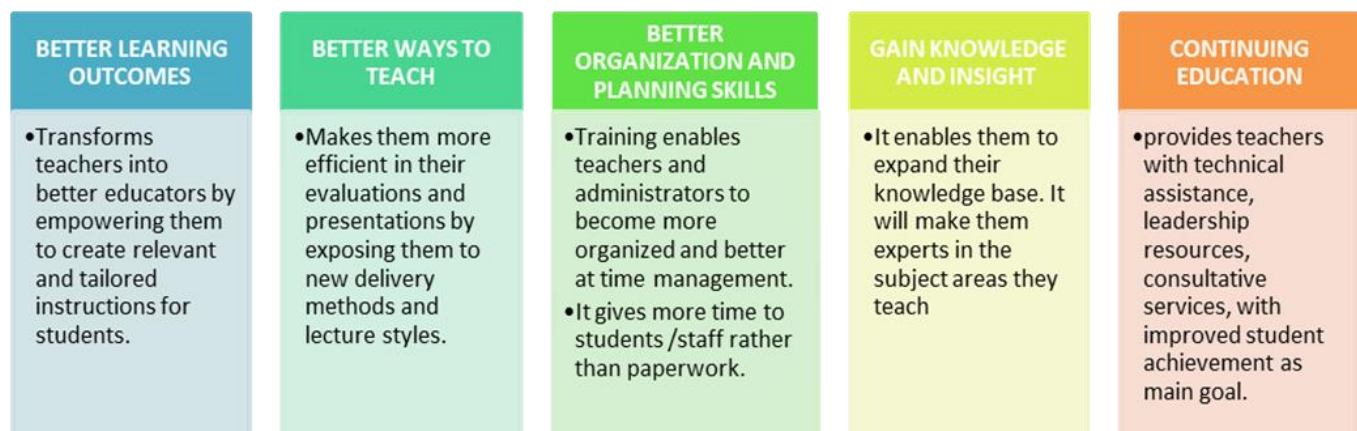 BETTER LEARNING
OUTCOMES
•Transforms
teachers into
better educators by
empowering them
to create relevant
and tailored
instructions for
students.
BETTER WAYS TO
TEACH
•Makes them more
efficient in their
evaluations and
presentations by
exposing them to
new delivery
methods and
lecture styles.
BETTER
ORGANIZATION AND
PLANNING SKILLS
•Training enables
teachers and
administrators to
become more
organized and better
at time management.
•It gives more time to
students /staff rather
than paperwork.
GAIN KNOWLEDGE
AND INSIGHT
•It enables them to
expand their
knowledge base. It
will make them
experts in the
subject areas they
teach
CONTINUING
EDUCATION
•provides teachers
with technical
assistance,
leadership
resources,
consultative
services, with
improved student
achievement as
main goal.